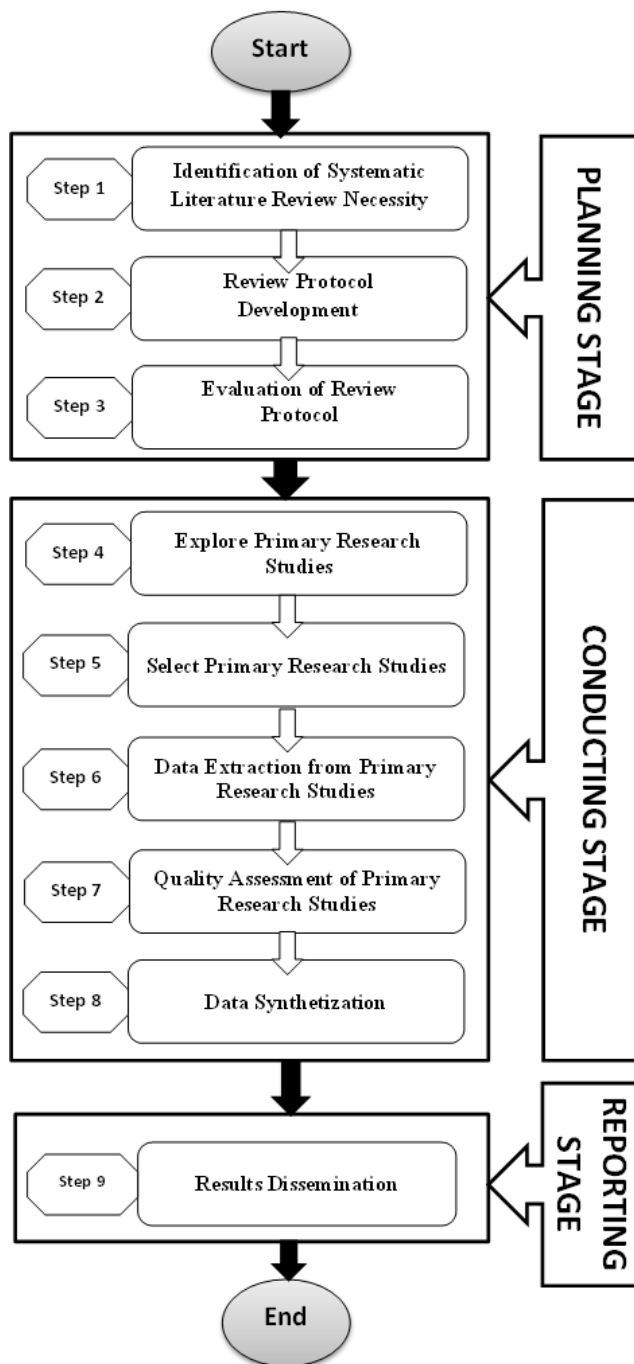 Start
Step 1
Identification of Systematic
Literature Review Necessity
Step 2
Review Protocol
Development
Step 3
Evaluation of Review
Protocol
PLANNING STAGE
Step 4
Explore Primary Research
Studies
Step 5
Select Primary Research Studies
Step 6
Data Extraction from Primary
Research Studies
Step 7
Quality Assessment of Primary
Research Studies
Step 8
Data Synthetization
CONDUCTING STAGE
Step 9
Results Dissemination
REPORTING
STAGE
End